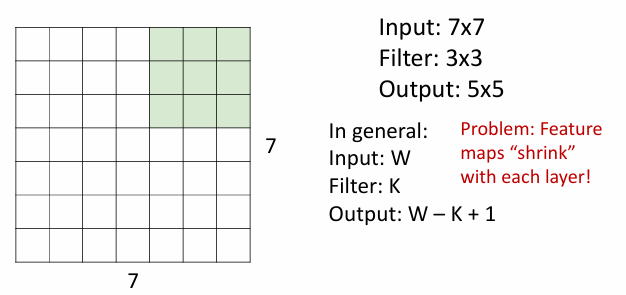 Input: 7x7
Filter: 3x3
Output: 5x5
7
7
In general:
Input: W
Filter: K
Output: W – K + 1
Problem: Feature
maps “shrink”
with each layer!